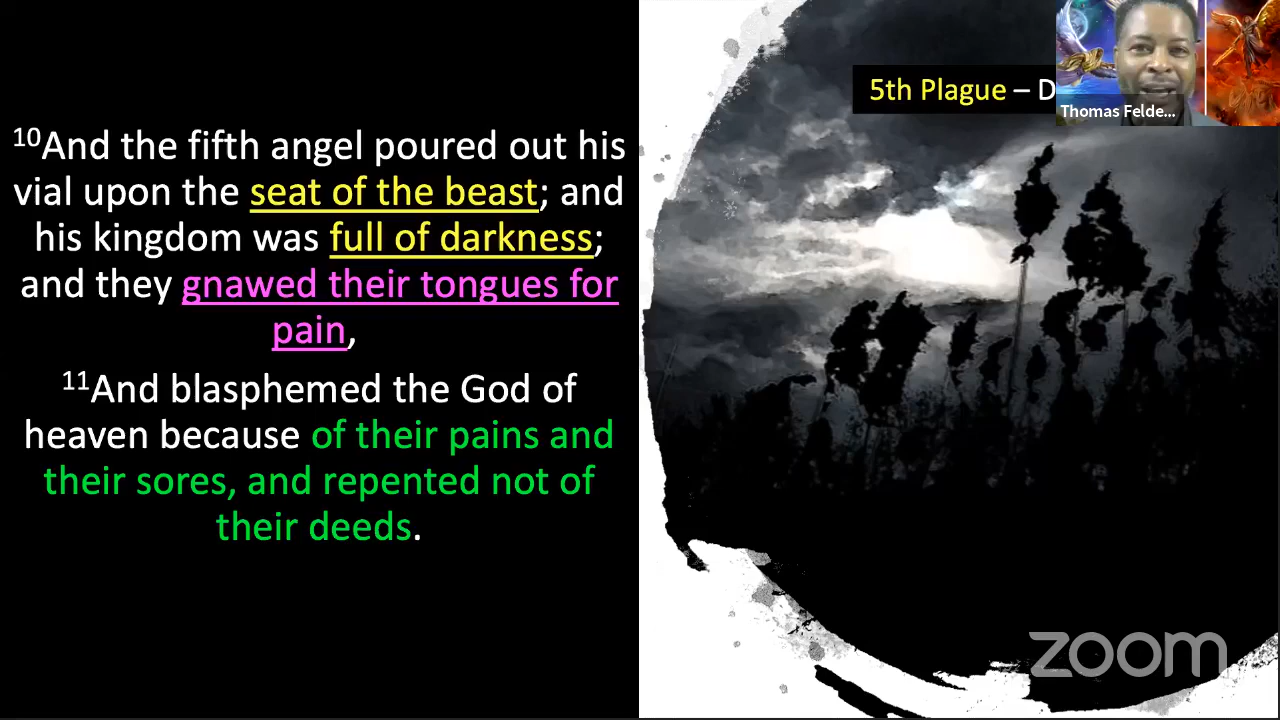 10And the fifth angel poured out his
vial upon the seat of the beast; and
his kingdom was full of darkness;
and they gnawed their tongues for
pain,
11And blasphemed the God of
heaven because of their pains and
their sores, and repented not of
their deeds.
5th Plague – D
Thomas Felde...
zoom